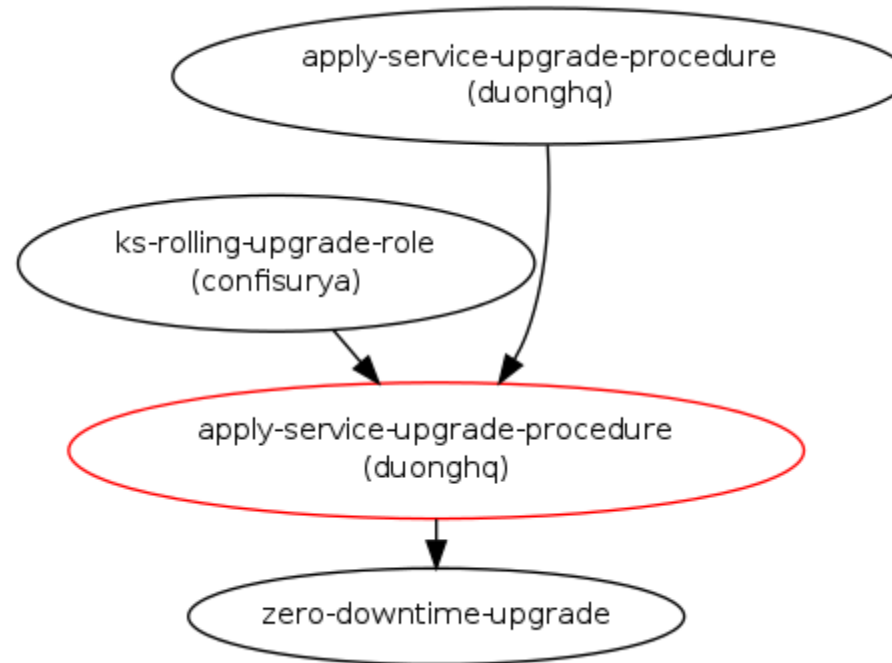 apply-service-upgrade-procedure
(duonghq)
ks-rolling-upgrade-role
(confisurya)
apply-service-upgrade-procedure
(duonghq)
zero-downtime-upgrade